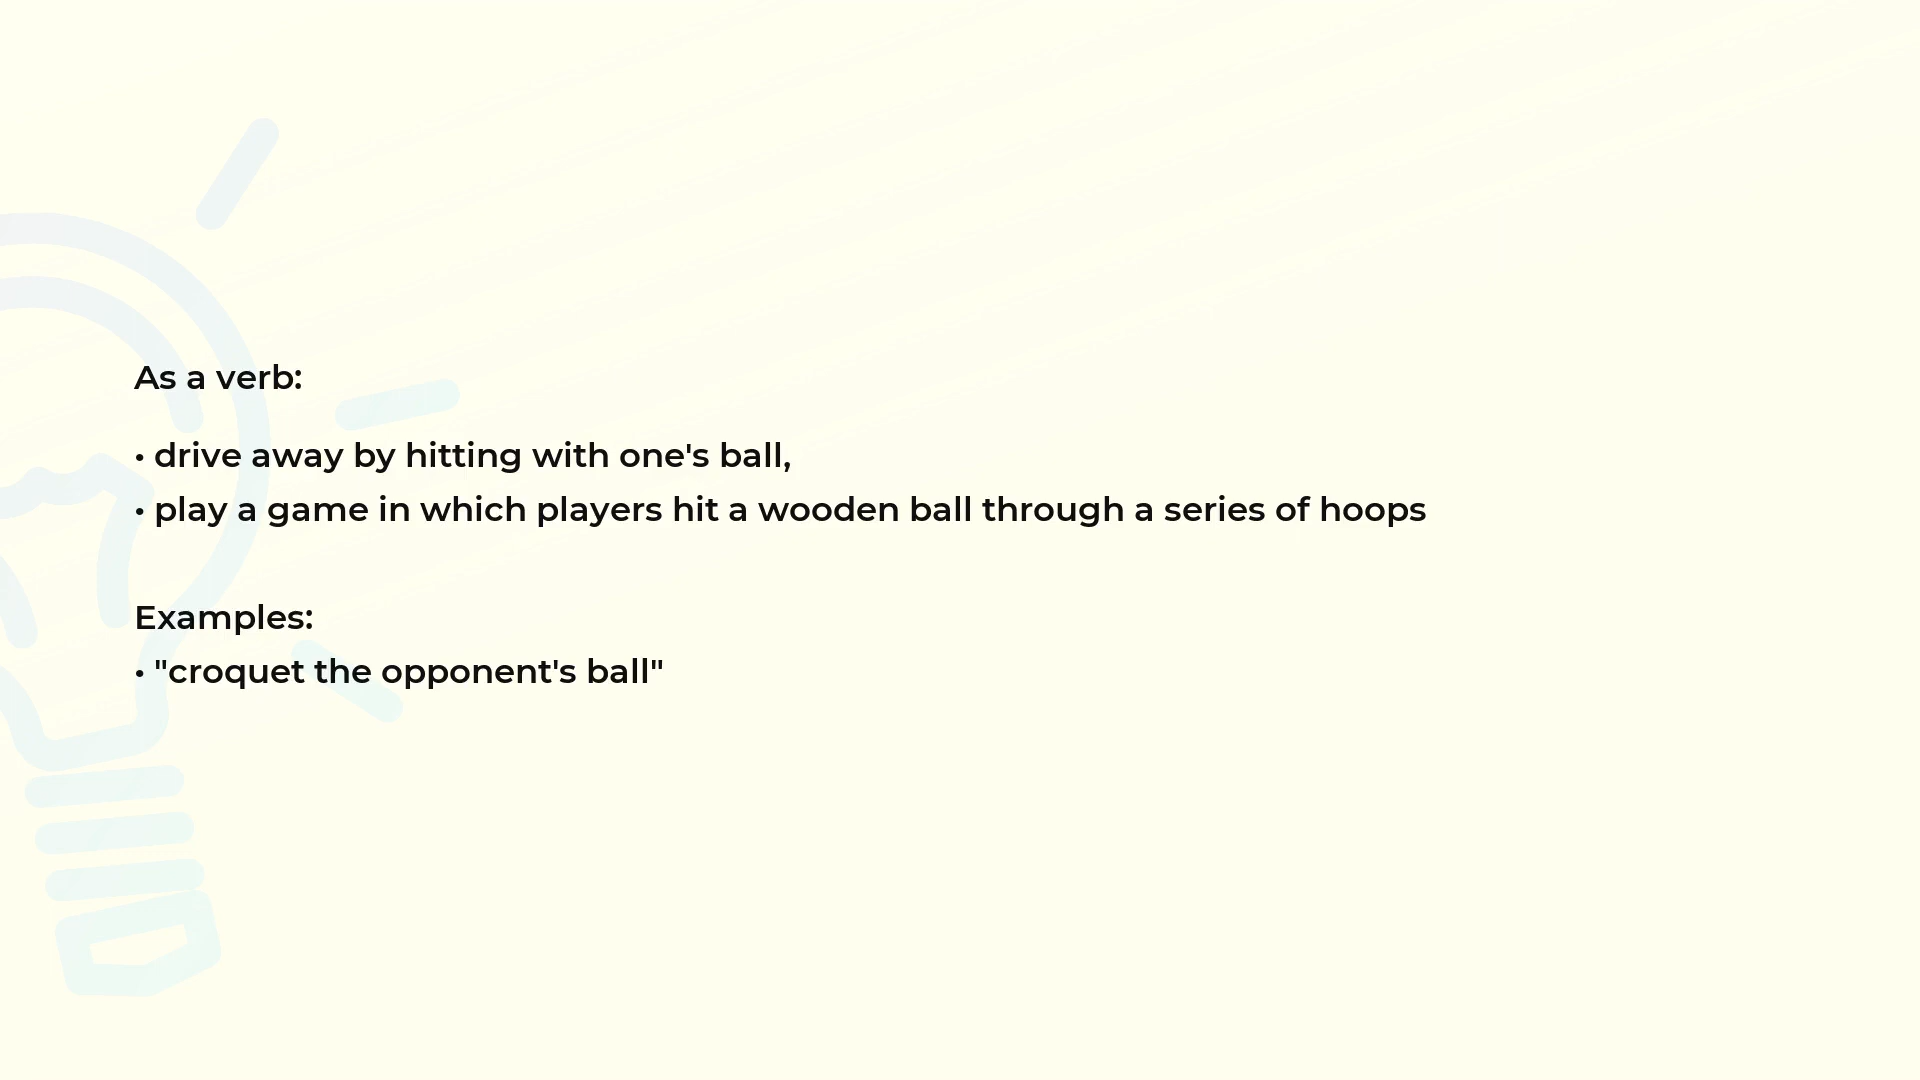 As a verb:
• drive away by hitting with one's ball,
• play a game in which players hit a wooden ball through a series of hoops
Examples:
• "croquet the opponent's ball"